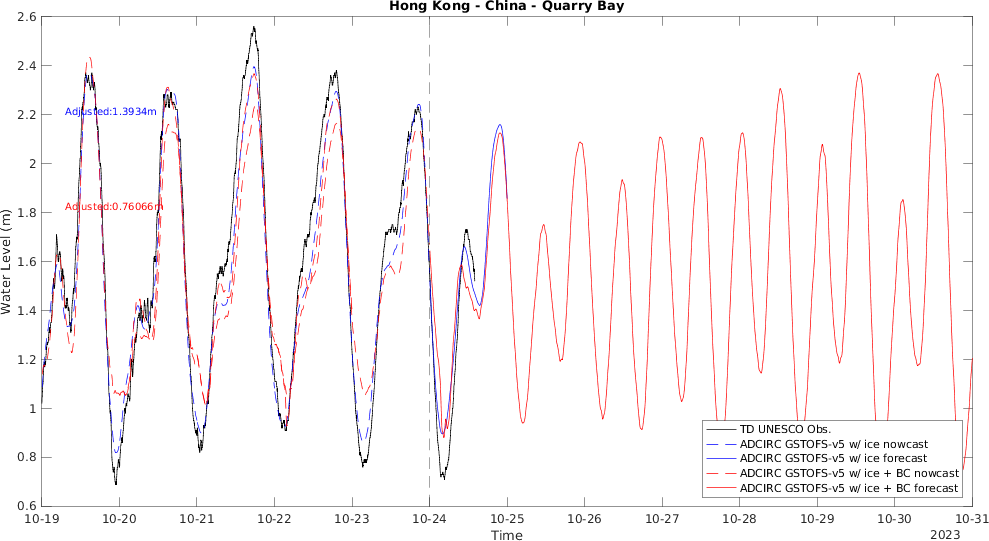 Hong Kong - China - Quarry Bay
2.6
2.4
2.2
2
1.8
1.6
1.4
1.2
1
0.8
0.6
Water Level (m)
Adjusted:1.3934m
Adjusted:0.76066m
TD UNESCO Obs.
ADCIRC GSTOFS-v5 w/ ice nowcast
ADCIRC GSTOFS-v5 w/ ice forecast
ADCIRC GSTOFS-v5 w/ ice + BC nowcast
ADCIRC GSTOFS-v5 w/ ice + BC forecast
10-19 10-20 10-21 10-22 10-23 10-24 10-25 10-26 10-27 10-28 10-29 10-30 10-31
Time
2023